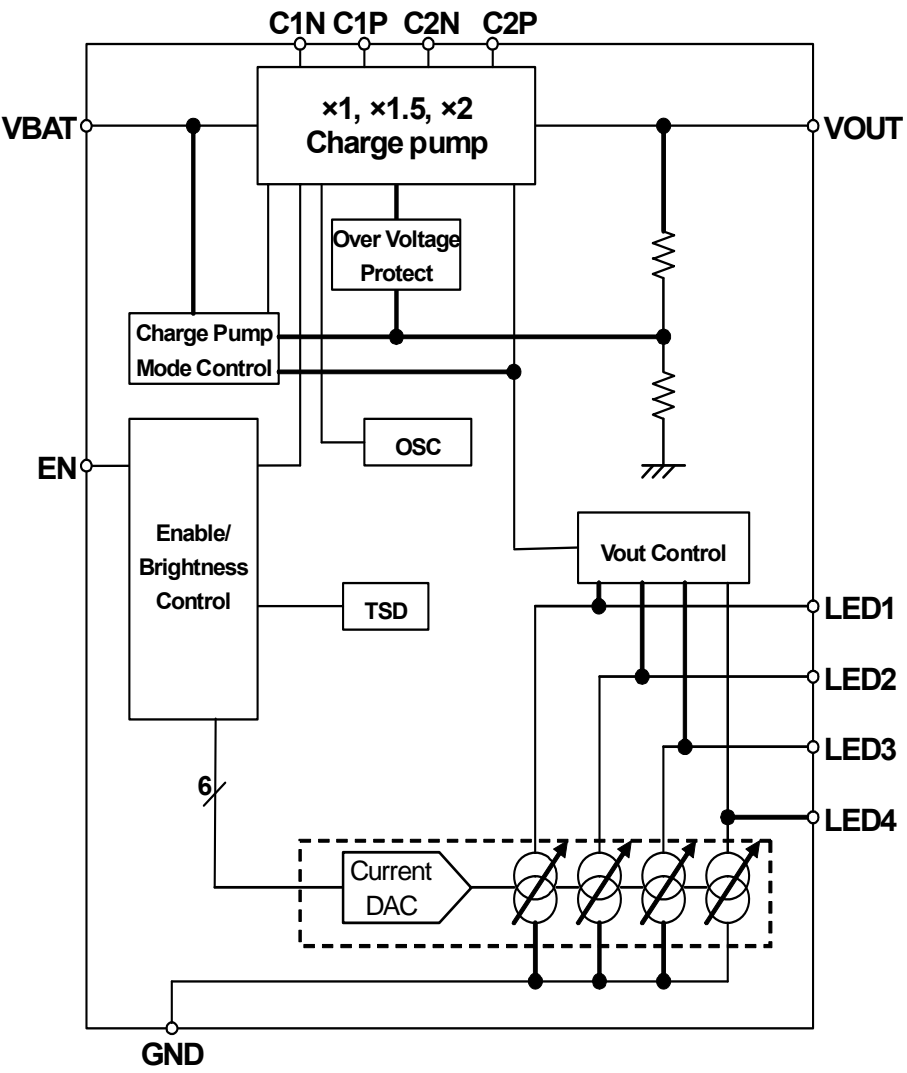 C1N C1P C2N C2P
×1, ×1.5, ×2
Charge pump
VBAT
VOUT
Over Voltage
Protect
Charge Pump
Mode Control
OSC
EN
Enable/
Brightness
Control
Vout Control
TSD
LED1
LED2
LED3
LED4
6
Current
DAC
GND